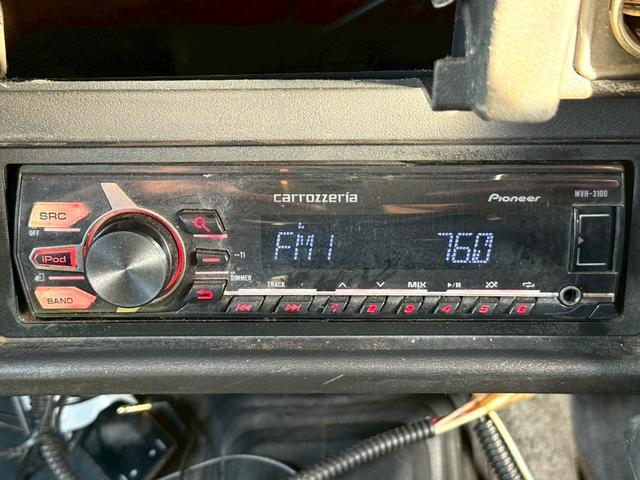 carrozzeria
Pioneer
MVH-3100
SRC
OFF
iPod
BAND
TI
DIMMER
FM1
76.0
TRACK
MIX
1
2
3
4
5
6